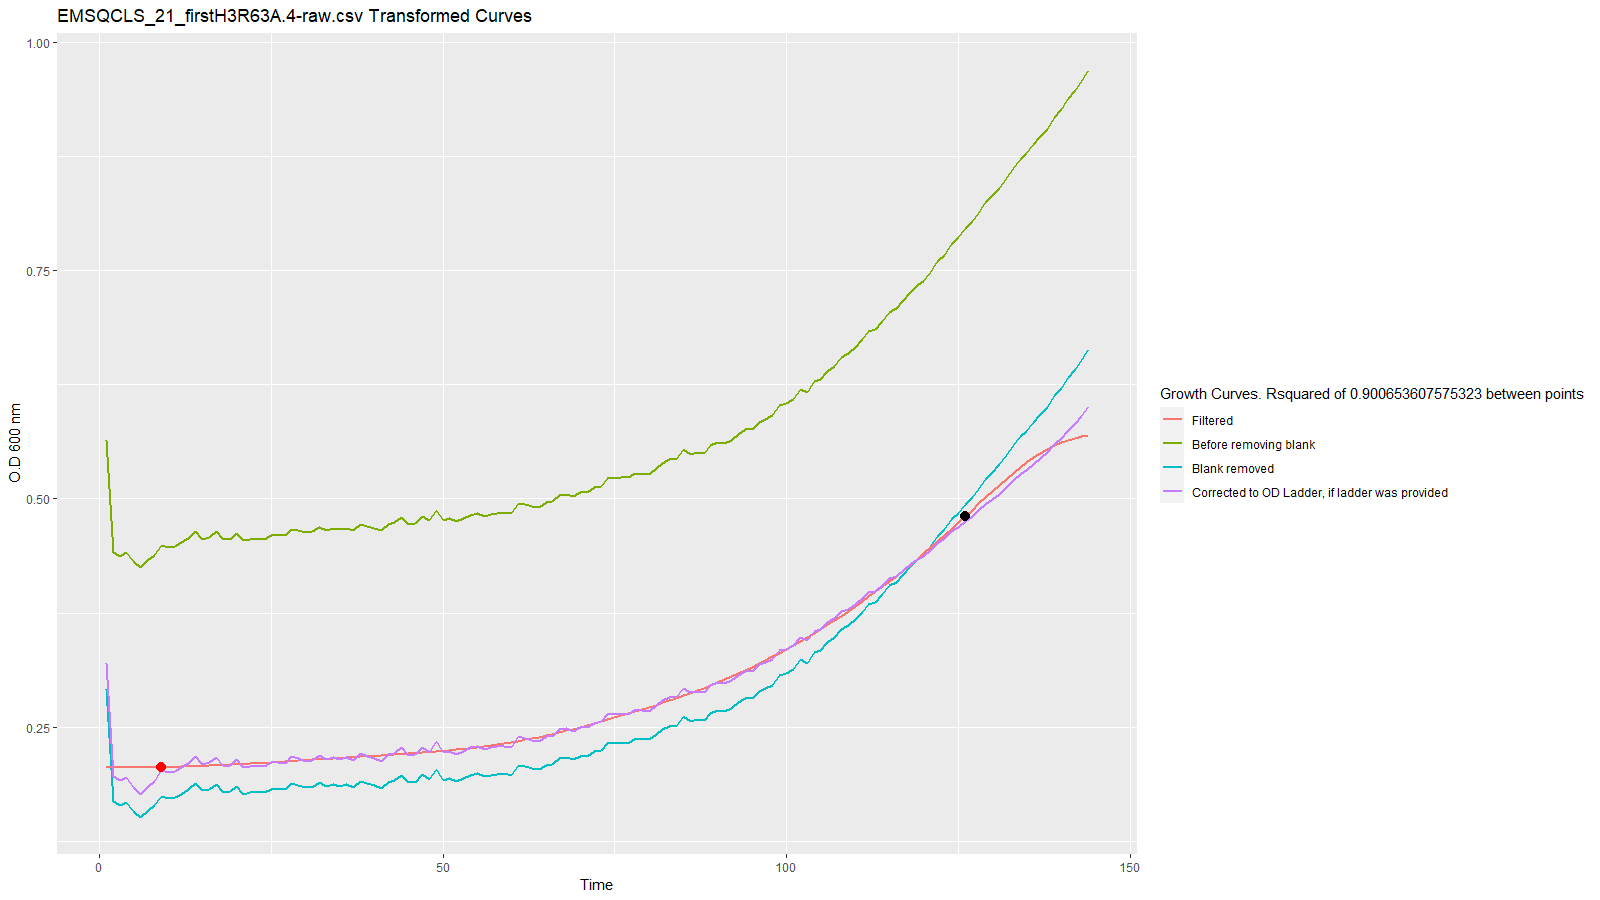 EMSQCLS_21_firstH3R63A.4-raw.csv Transformed Curves
1.00
0.75
0.50
0.25
O.D 600 nm
0
50
100
150
Time
Growth Curves. Rsquared of 0.900653607575323 between points
Filtered
Before removing blank
Blank removed
Corrected to OD Ladder, if ladder was provided